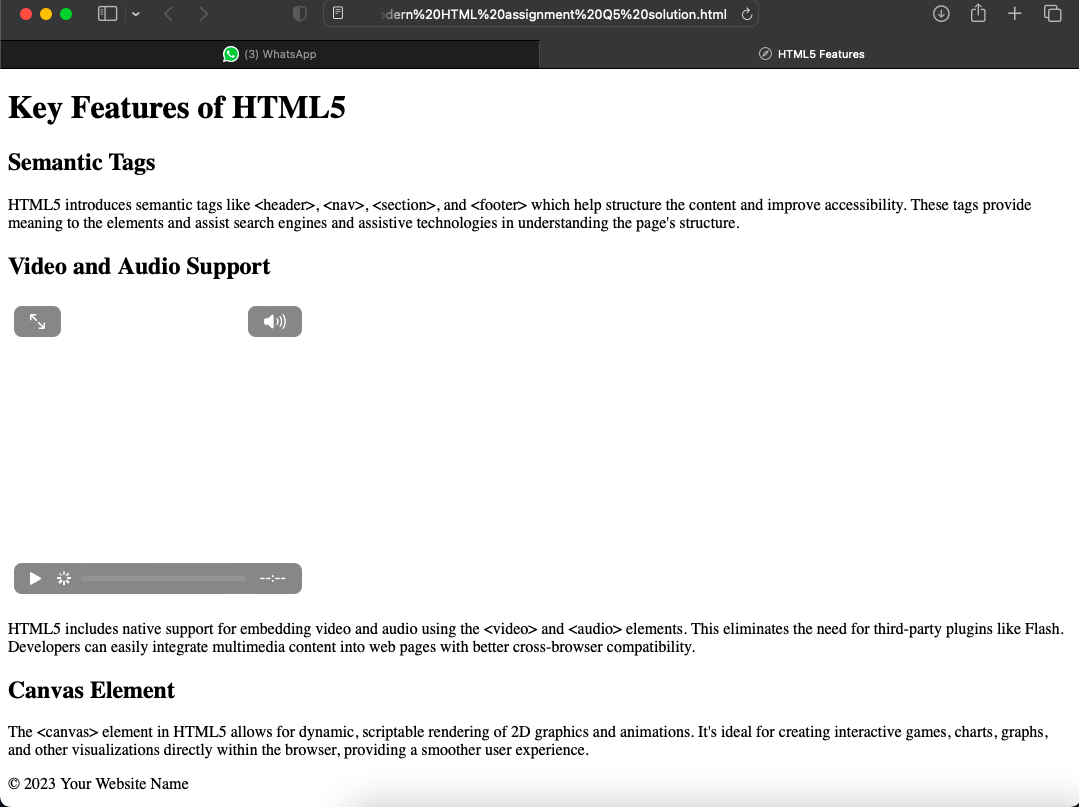 odern%20HTML%20assignment%20Q5%20solution.html
(3) WhatsApp
HTML5 Features
Key Features of HTML5
Semantic Tags
HTML5 introduces semantic tags like <header>, <nav>, <section>, and <footer> which help structure the content and improve accessibility. These tags provide
meaning to the elements and assist search engines and assistive technologies in understanding the page's structure.
Video and Audio Support
--:--
HTML5 includes native support for embedding video and audio using the <video> and <audio> elements. This eliminates the need for third-party plugins like Flash.
Developers can easily integrate multimedia content into web pages with better cross-browser compatibility.
Canvas Element
The <canvas> element in HTML5 allows for dynamic, scriptable rendering of 2D graphics and animations. It's ideal for creating interactive games, charts, graphs,
and other visualizations directly within the browser, providing a smoother user experience.
© 2023 Your Website Name